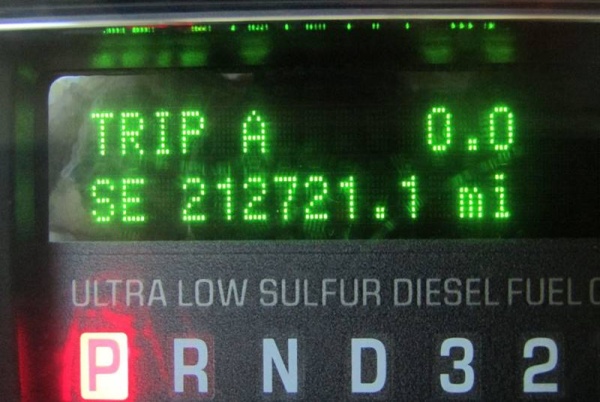 TRIP A 0.0
SE 212721.1 mi
ULTRA LOW SULFUR DIESEL FUEL
P R N D 3 2